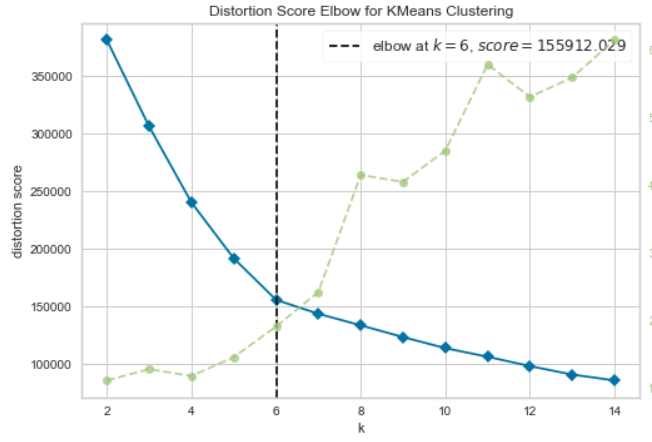 Distortion Score Elbow for KMeans Clustering
elbow at k = 6, score = 155912.029
distortion score
350000
300000
250000
200000
150000
100000
2 4 6 8 10 12 14
k